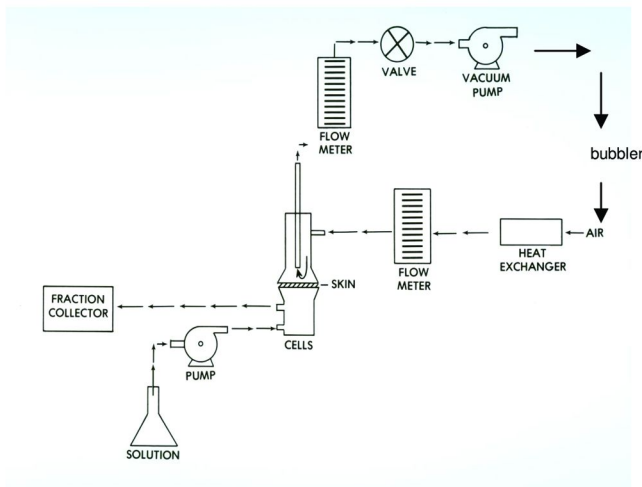 VALVE
VACUUM
PUMP
FLOW
METER
bubbler
AIR
HEAT
EXCHANGER
FLOW
METER
SKIN
FRACTION
COLLECTOR
CELLS
PUMP
SOLUTION